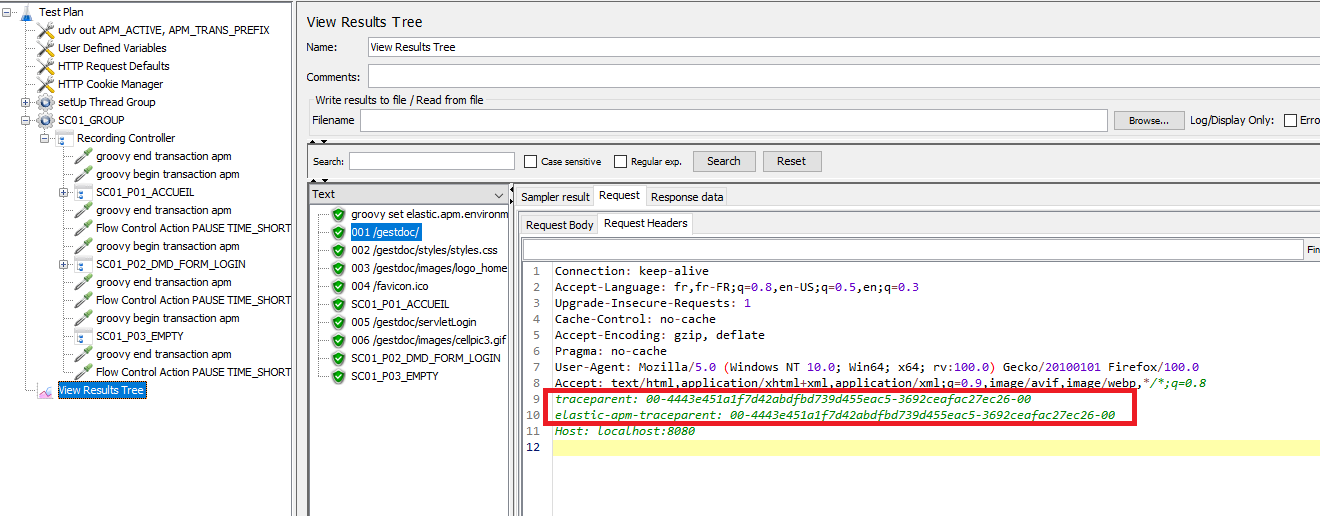 Test Plan
udv out APM_ACTIVE, APM_TRANS_PREFIX
User Defined Variables
HTTP Request Defaults
HTTP Cookie Manager
setUp Thread Group
SC01_GROUP
Recording Controller
groovy end transaction apm
groovy begin transaction apm
SC01_P01_ACCUEIL
groovy end transaction apm
Flow Control Action PAUSE TIME_SHORT
groovy begin transaction apm
SC01_P02_DMD_FORM_LOGIN
groovy end transaction apm
Flow Control Action PAUSE TIME_SHORT
groovy begin transaction apm
SC01_P03_EMPTY
groovy end transaction apm
Flow Control Action PAUSE TIME_SHORT
View Results Tree
View Results Tree
Name: View Results Tree
Comments:
Write results to file / Read from file
Filename Browse... Log/Display Only: Erro
Search: Case sensitive Regular exp. Search Reset
Text
groovy set elastic.apm.environm
001 /gestdoc/
002 /gestdoc/styles/styles.css
003 /gestdoc/images/logo_home
004 /favicon.ico
SC01_P01_ACCUEIL
005 /gestdoc/servletLogin
006 /gestdoc/images/cellpic3.gif
SC01_P02_DMD_FORM_LOGIN
SC01_P03_EMPTY
Sampler result Request Response data
Request Body Request Headers
Fin
1 Connection: keep-alive
2 Accept-Language: fr,fr-FR;q=0.8,en-US;q=0.5,en;q=0.3
3 Upgrade-Insecure-Requests: 1
4 Cache-Control: no-cache
5 Accept-Encoding: gzip, deflate
6 Pragma: no-cache
7 User-Agent: Mozilla/5.0 (Windows NT 10.0; Win64; x64; rv:100.0) Gecko/20100101 Firefox/100.0
8 Accept: text/html,application/xhtml+xml,application/xml;q=0.9,image/avif,image/webp,*/*;q=0.8
9 traceparent: 00-4443e451a1f7d42abdfbd739d455eac5-3692ceafac27ec26-00
10 elastic-apm-traceparent: 00-4443e451a1f7d42abdfbd739d455eac5-3692ceafac27ec26-00
11 Host: localhost:8080
12